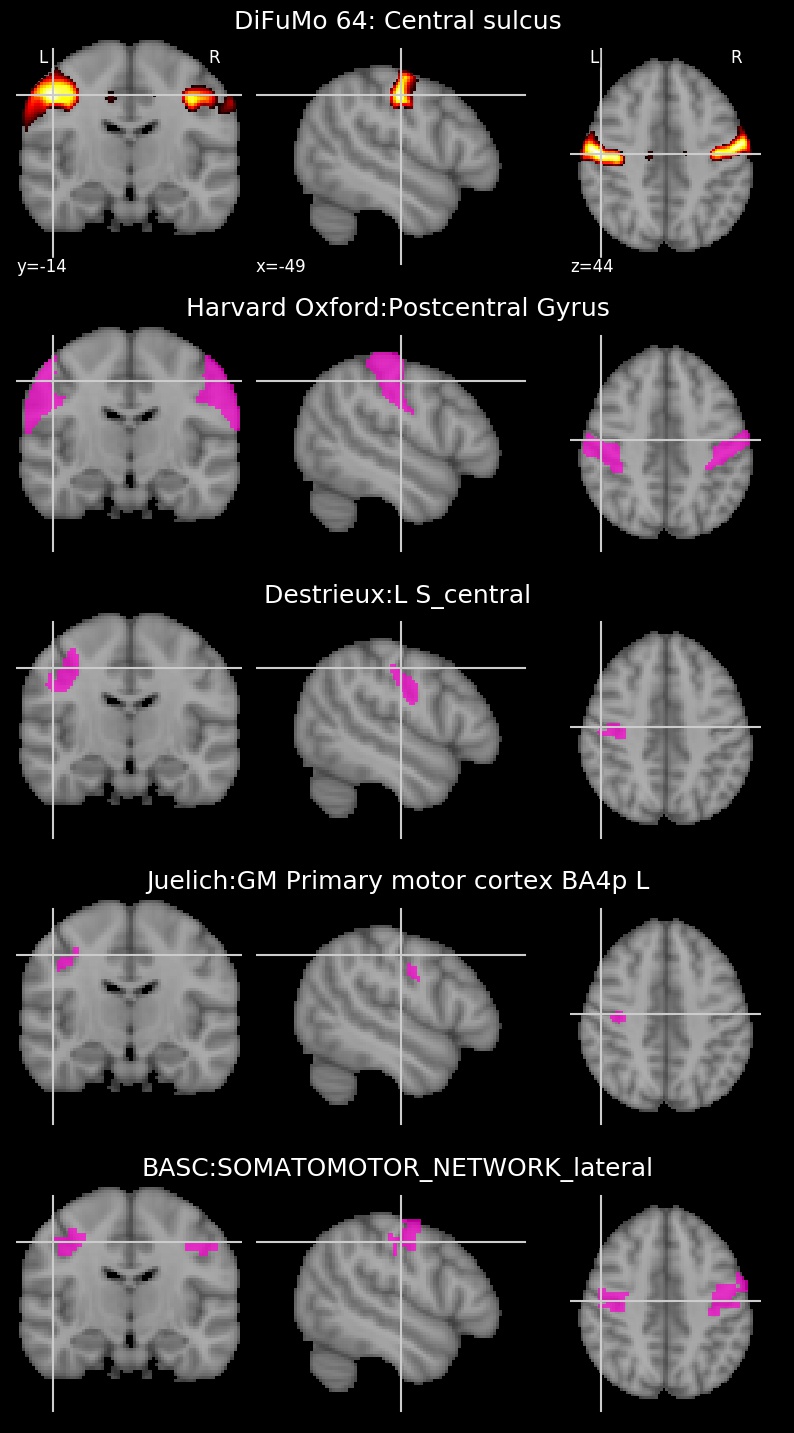 DiFuMo 64: Central sulcus
L R L R
y=-14 x=-49 z=44
Harvard Oxford:Postcentral Gyrus
Destrieux:L S_central
Juelich:GM Primary motor cortex BA4p L
BASC:SOMATOMOTOR_NETWORK_lateral